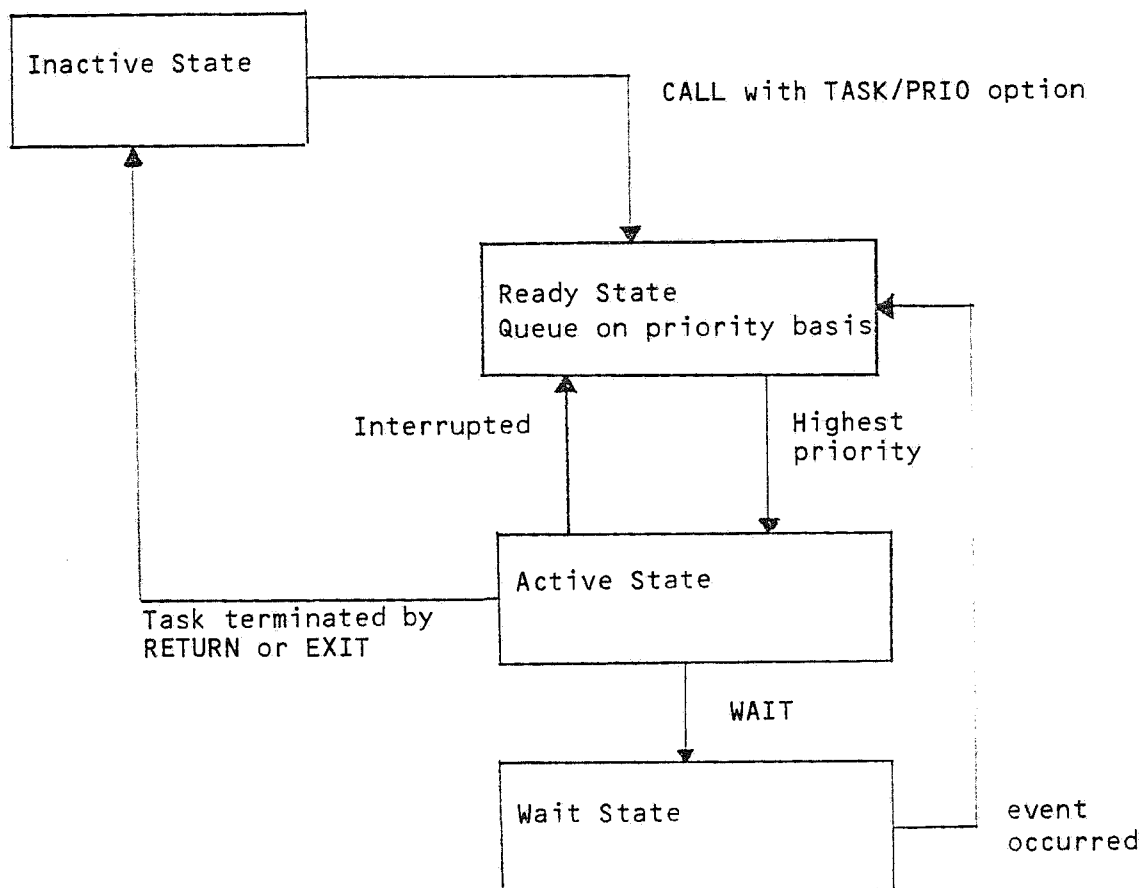 Inactive State
CALL with TASK/PRIO option
Ready State
Queue on priority basis
Interrupted
Highest
priority
Active State
Task terminated by
RETURN or EXIT
WAIT
Wait State
event
occurred